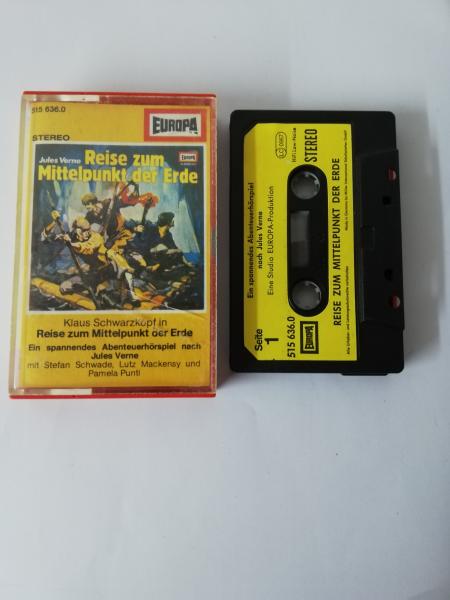 515 636.0
EUROPA
STEREO
Jules Verne
Reise zum
Mittelpunkt der Erde
EUROPA
Klaus Schwarzkopf in
Reise zum Mittelpunkt der Erde
Ein spannendes Abenteuerhörspiel nach
Jules Verne
mit Stefan Schwade, Lutz Mackensy und
Pamela Punti
Ein spannendes Abenteuerhörspiel
nach Jules Verne
Eine Studio EUROPA-Produktion
STEREO
Seite
1
515 636.0
EUROPA
REISE ZUM MITTELPUNKT DER ERDE